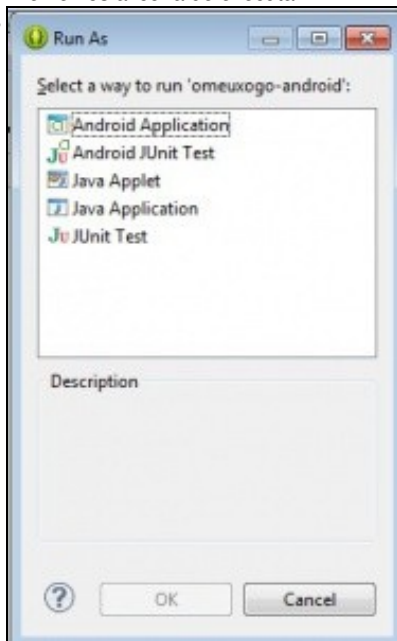 Run As
Select a way to run 'omeuxogo-android':
Android Application
Android JUnit Test
Java Applet
Java Application
JUnit Test
Description
?
OK
Cancel